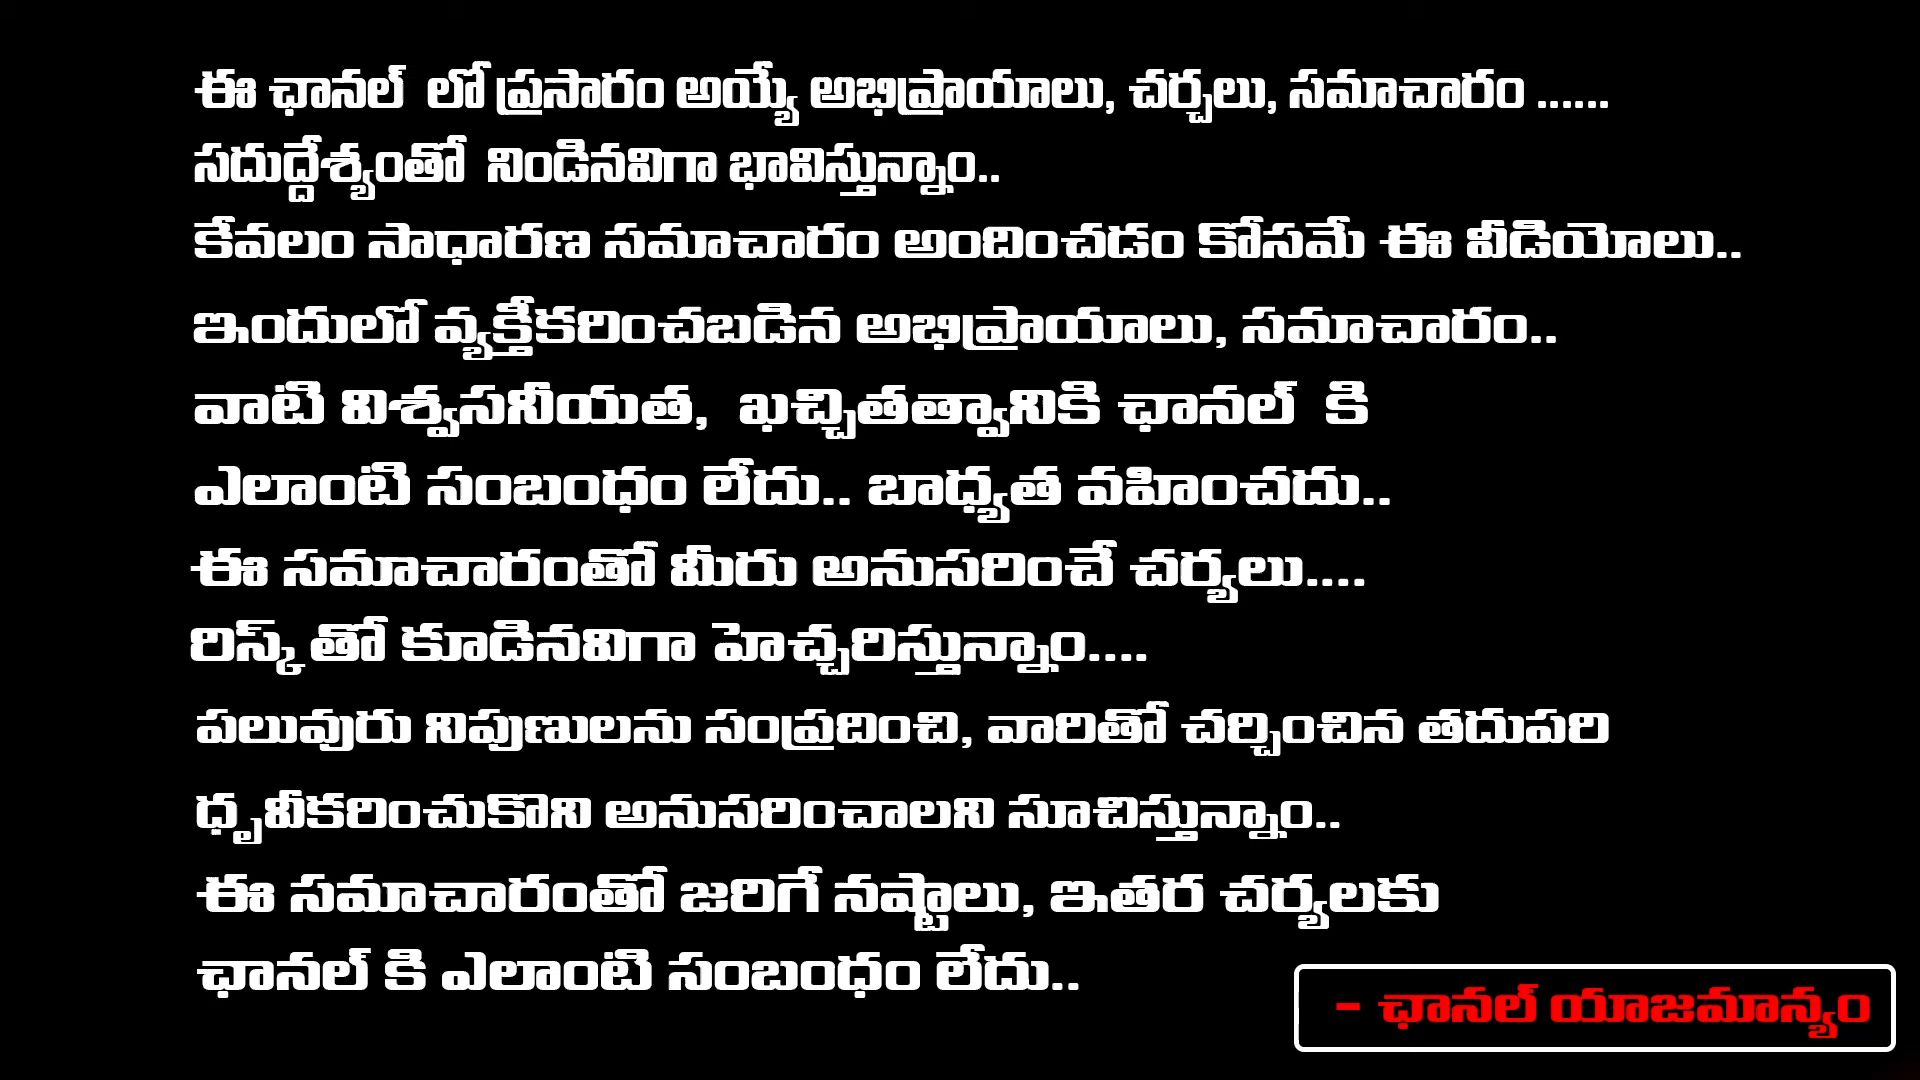 ఈ ఛానల్ లో ప్రసారం అయ్యే అభిప్రాయాలు, చర్చలు, సమాచారం ......
సదుద్దేశ్యంతో నిండినవిగా భావిస్తున్నాం..
కేవలం సాధారణ సమాచారం అందించడం కోసమే ఈ వీడియోలు..
ఇందులో వ్యక్తీకరించబడిన అభిప్రాయాలు, సమాచారం..
వాటి విశ్వసనీయత, ఖచ్చితత్వానికి ఛానల్ కి
ఎలాంటి సంబంధం లేదు.. బాధ్యత వహించదు..
ఈ సమాచారంతో మీరు అనుసరించే చర్యలు....
రిస్క్ తో కూడినవిగా హెచ్చరిస్తున్నాం....
పలువురు నిపుణులను సంప్రదించి, వారితో చర్చించిన తదుపరి
ధృవీకరించుకొని అనుసరించాలని సూచిస్తున్నాం..
ఈ సమాచారంతో జరిగే నష్టాలు, ఇతర చర్యలకు
ఛానల్ కి ఎలాంటి సంబంధం లేదు..
- ఛానల్ యాజమాన్యం